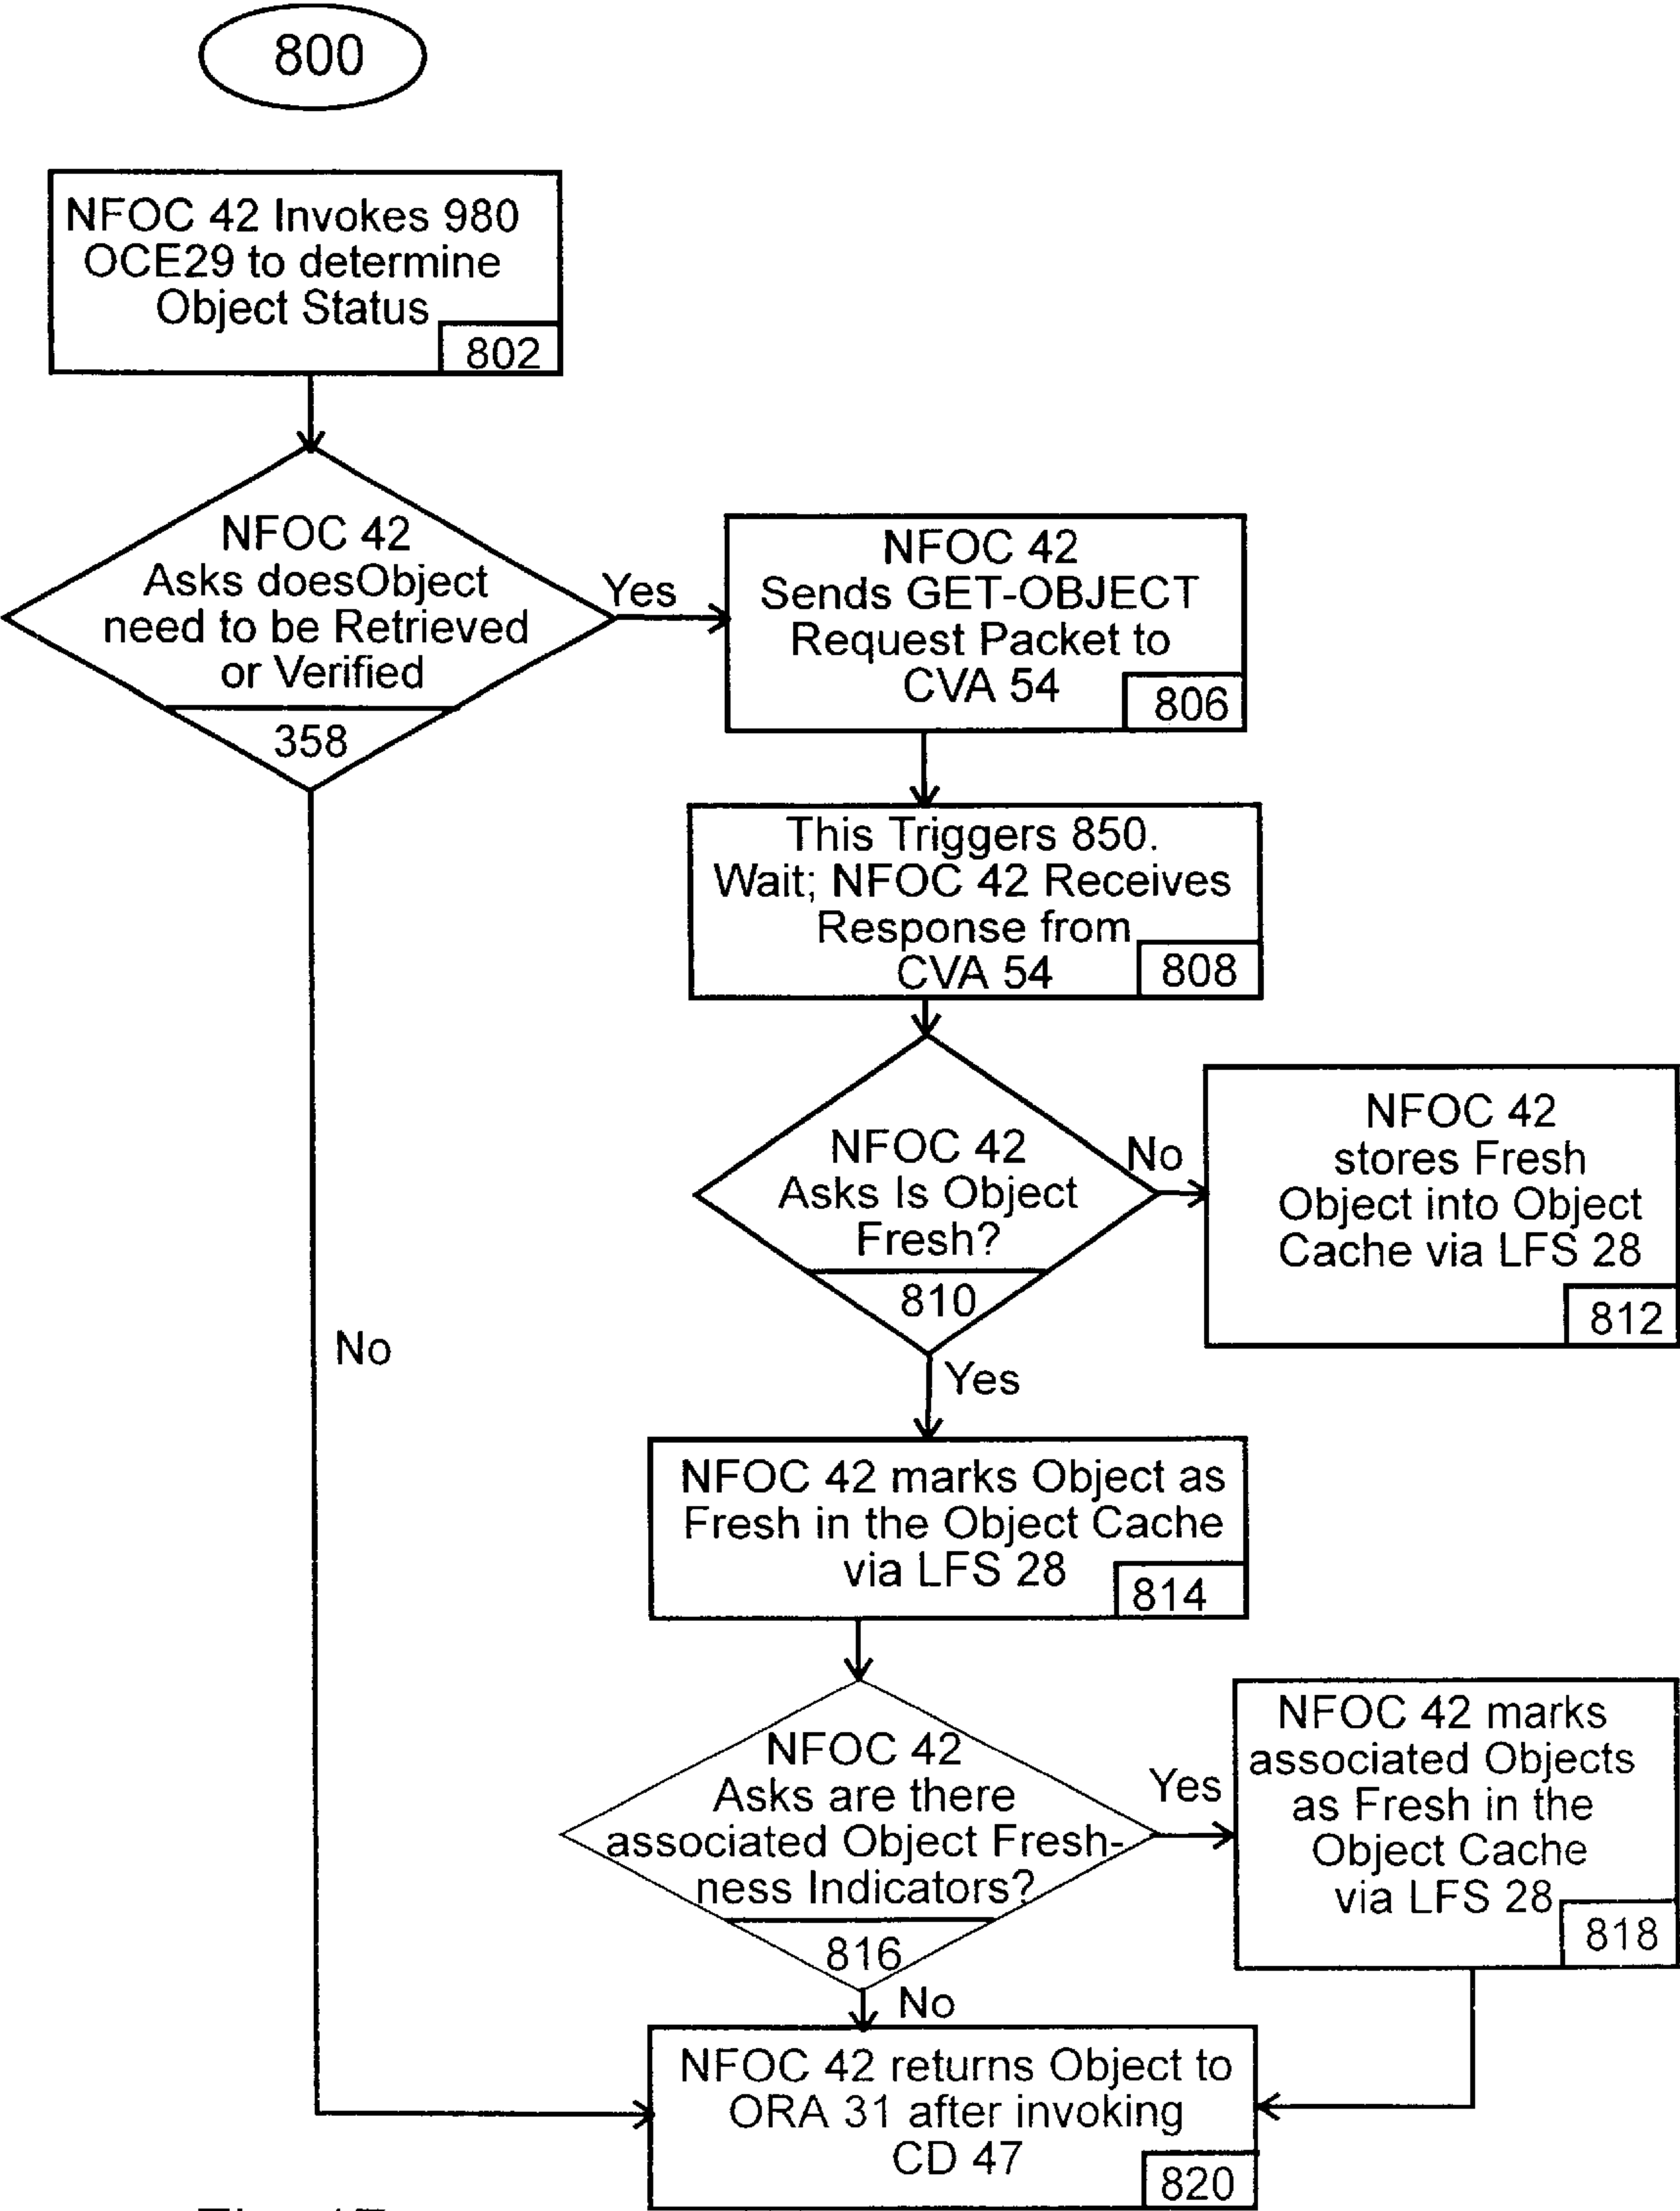 800
NFOC 42 Invokes 980
OCE29 to determine
Object Status
802
NFOC 42
Asks doesObject
need to be Retrieved
or Verified
358
Yes
NFOC 42
Sends GET-OBJECT
Request Packet to
CVA 54
806
This Triggers 850.
Wait; NFOC 42 Receives
Response from
CVA 54
808
NFOC 42
Asks Is Object
Fresh?
810
No
NFOC 42
stores Fresh
Object into Object
Cache via LFS 28
812
No
Yes
NFOC 42 marks Object as
Fresh in the Object Cache
via LFS 28
814
NFOC 42
Asks are there
associated Object Fresh-
ness Indicators?
816
Yes
NFOC 42 marks
associated Objects
as Fresh in the
Object Cache
via LFS 28
818
No
NFOC 42 returns Object to
ORA 31 after invoking
CD 47
820